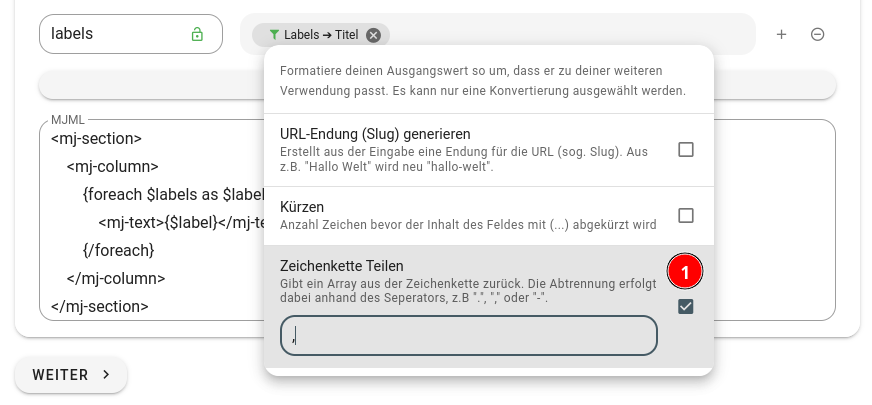 labels
Labels ➔ Titel
Formatiere deinen Ausgangswert so um, dass er zu deiner weiteren
Verwendung passt. Es kann nur eine Konvertierung ausgewählt werden.
URL-Endung (Slug) generieren
Erstellt aus der Eingabe eine Endung für die URL (sog. Slug). Aus
z.B. "Hallo Welt" wird neu "hallo-welt".
Kürzen
Anzahl Zeichen bevor der Inhalt des Feldes mit (...) abgekürzt wird
Zeichenkette Teilen
1
Gibt ein Array aus der Zeichenkette zurück. Die Abtrennung erfolgt
dabei anhand des Seperators, z.B ".", "," oder "-".
,
MJML
<mj-section>
<mj-column>
{foreach $labels as $label
<mj-text>{$label}</mj-te
{/foreach}
</mj-column>
</mj-section>
WEITER